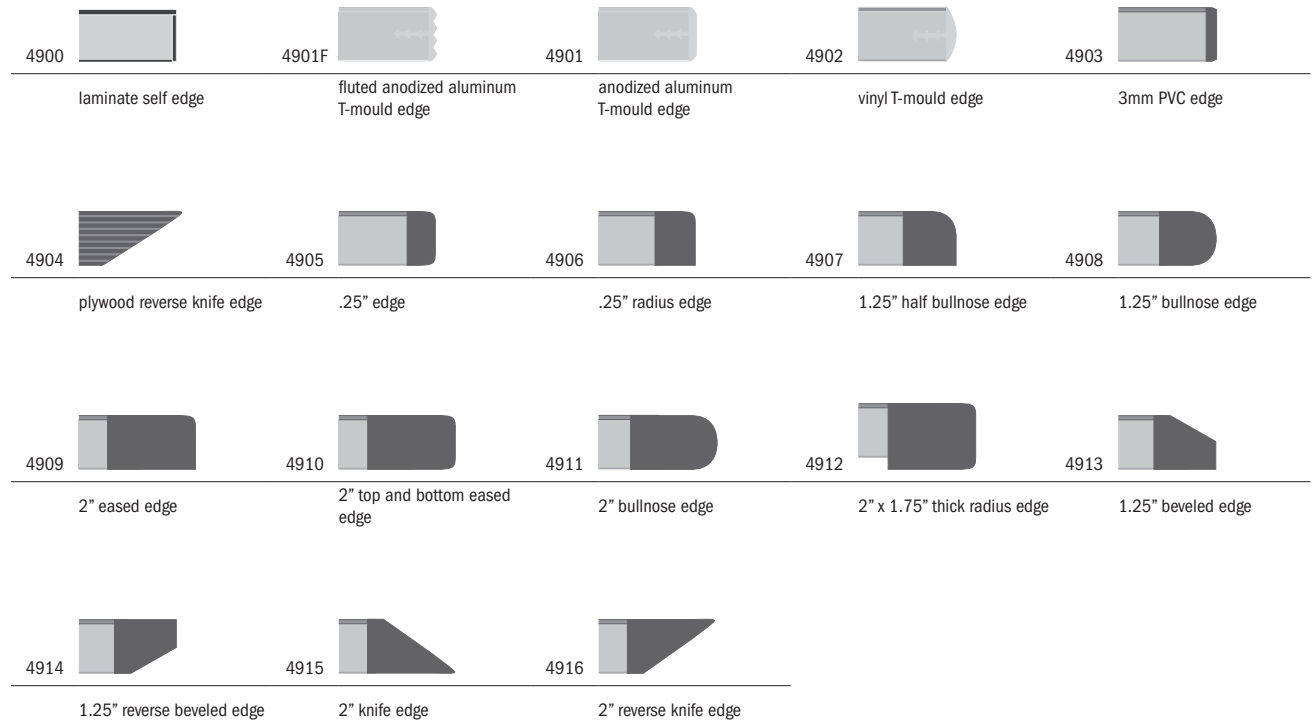 4900
4901F
4901
4902
4903
laminate self edge
fluted anodized aluminum
T-mould edge
anodized aluminum
T-mould edge
vinyl T-mould edge
3mm PVC edge
4904
4905
4906
4907
4908
plywood reverse knife edge
.25” edge
.25” radius edge
1.25” half bullnose edge
1.25” bullnose edge
4909
4910
4911
4912
4913
2” eased edge
2” top and bottom eased
edge
2” bullnose edge
2” x 1.75” thick radius edge
1.25” beveled edge
4914
4915
4916
1.25” reverse beveled edge
2” knife edge
2” reverse knife edge